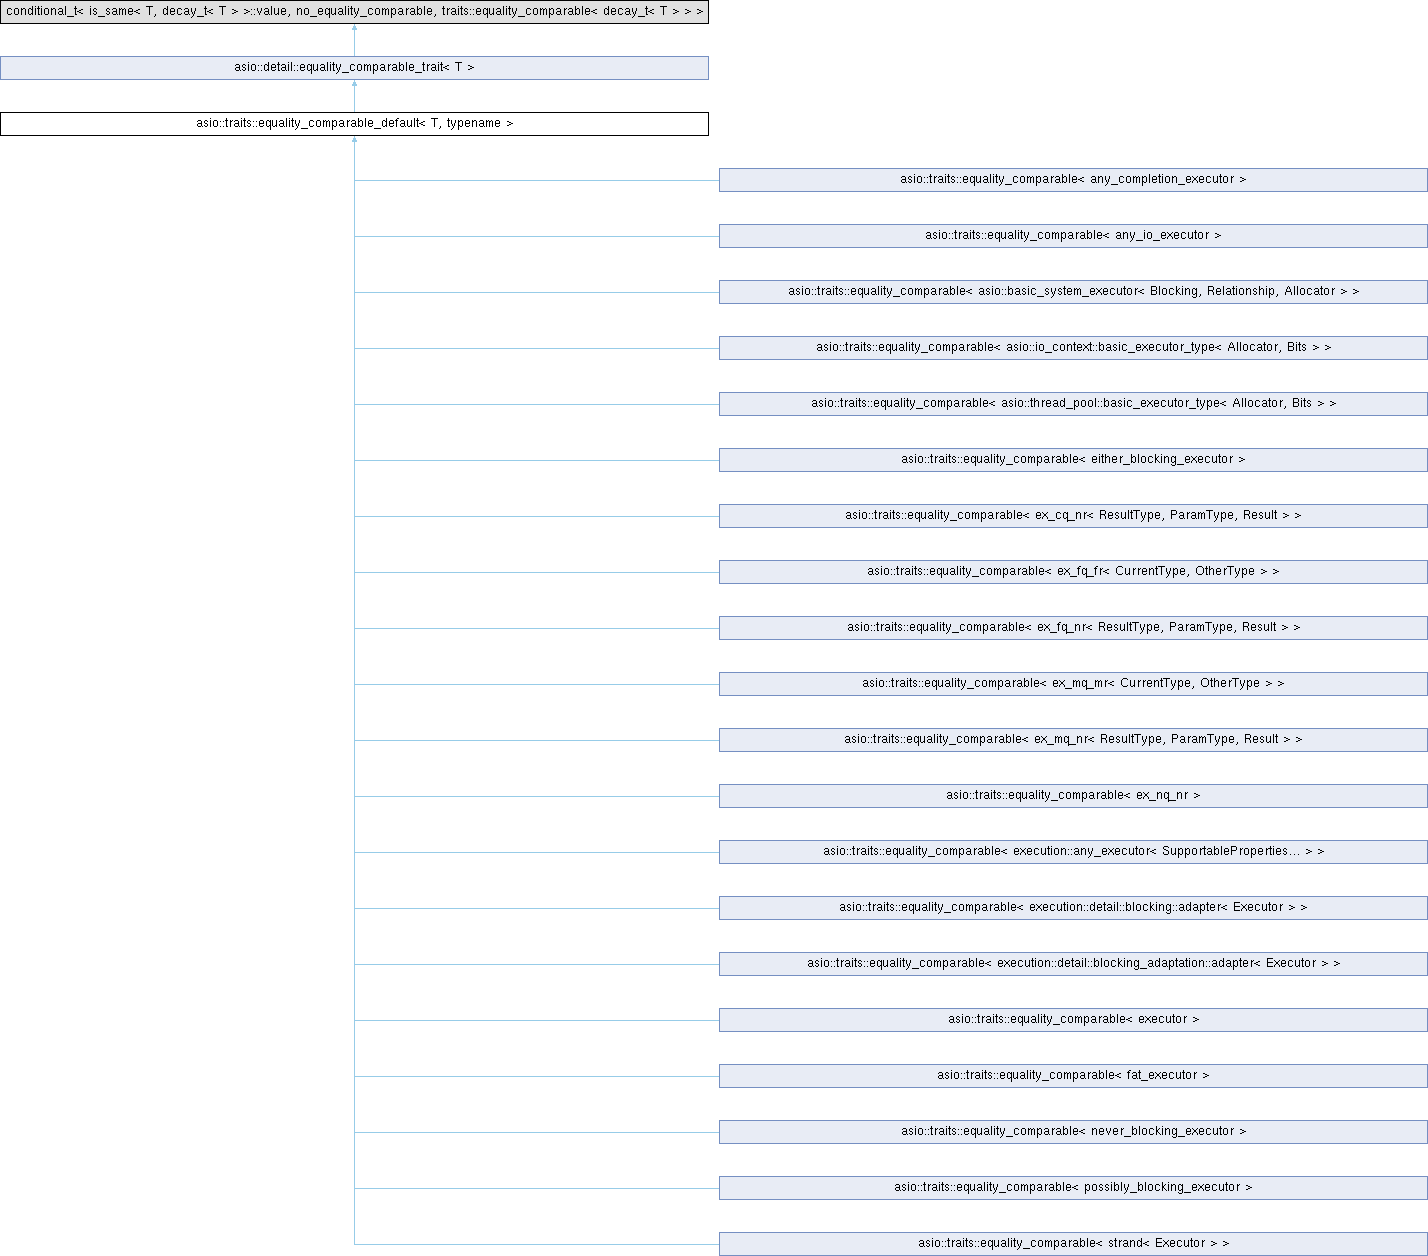 conditional_t< is_same< T, decay_t< T > >::value, no_equality_comparable, traits::equality_comparable< decay_t< T > > >
asio::detail::equality_comparable_trait< T >
asio::traits::equality_comparable_default< T, typename >
asio::traits::equality_comparable< any_completion_executor >
asio::traits::equality_comparable< any_io_executor >
asio::traits::equality_comparable< asio::basic_system_executor< Blocking, Relationship, Allocator > >
asio::traits::equality_comparable< asio::io_context::basic_executor_type< Allocator, Bits > >
asio::traits::equality_comparable< asio::thread_pool::basic_executor_type< Allocator, Bits > >
asio::traits::equality_comparable< either_blocking_executor >
asio::traits::equality_comparable< ex_cq_nr< ResultType, ParamType, Result > >
asio::traits::equality_comparable< ex_fq_fr< CurrentType, OtherType > >
asio::traits::equality_comparable< ex_fq_nr< ResultType, ParamType, Result > >
asio::traits::equality_comparable< ex_mq_mr< CurrentType, OtherType > >
asio::traits::equality_comparable< ex_mq_nr< ResultType, ParamType, Result > >
asio::traits::equality_comparable< ex_nq_nr >
asio::traits::equality_comparable< execution::any_executor< SupportableProperties... > >
asio::traits::equality_comparable< execution::detail::blocking::adapter< Executor > >
asio::traits::equality_comparable< execution::detail::blocking_adaptation::adapter< Executor > >
asio::traits::equality_comparable< executor >
asio::traits::equality_comparable< fat_executor >
asio::traits::equality_comparable< never_blocking_executor >
asio::traits::equality_comparable< possibly_blocking_executor >
asio::traits::equality_comparable< strand< Executor > >